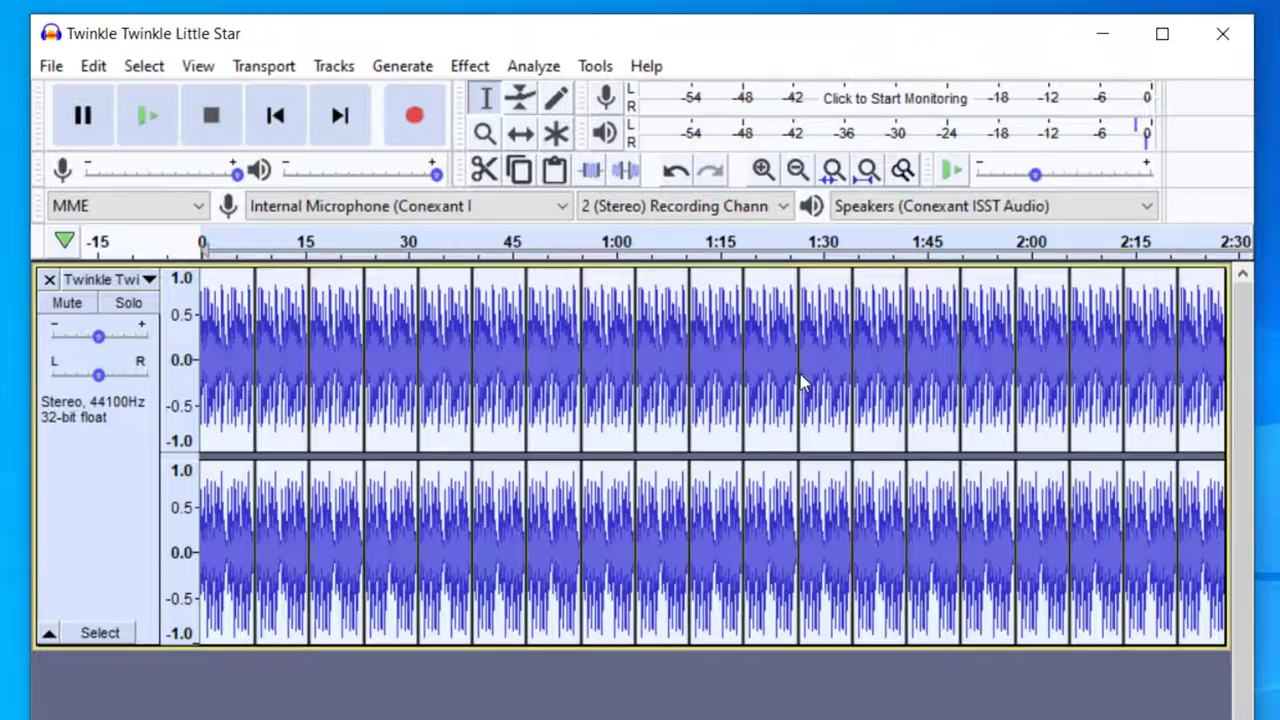 Twinkle Twinkle Little Star
File Edit Select View Transport Tracks Generate Effect Analyze Tools Help
L
R
-54 -48 -42 Click to Start Monitoring -18 -12 -6 0
L
R
-54 -48 -42 -36 -30 -24 -18 -12 -6 0
- + - + - +
MME Internal Microphone (Conexant I 2 (Stereo) Recording Chann Speakers (Conexant ISST Audio)
-15 0 15 30 45 1:00 1:15 1:30 1:45 2:00 2:15 2:30
Twinkle Twi
Mute Solo
- +
L R
Stereo, 44100Hz
32-bit float
Select
1.0
0.5
0.0
-0.5
-1.0
1.0
0.5
0.0
-0.5
-1.0